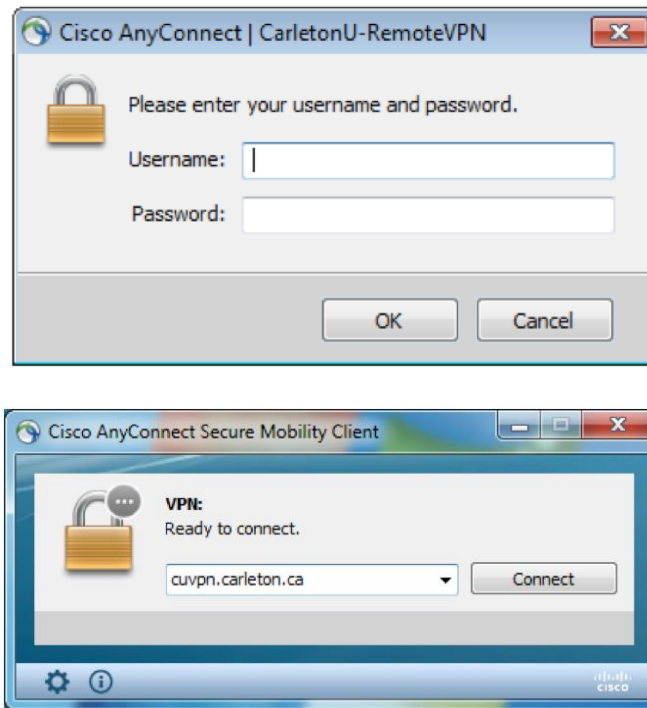 Cisco AnyConnect | CarletonU-RemoteVPN
Please enter your username and password.
Username:
Password:
OK Cancel
Cisco AnyConnect Secure Mobility Client
VPN:
Ready to connect.
cuvpn.carleton.ca Connect
CISCO